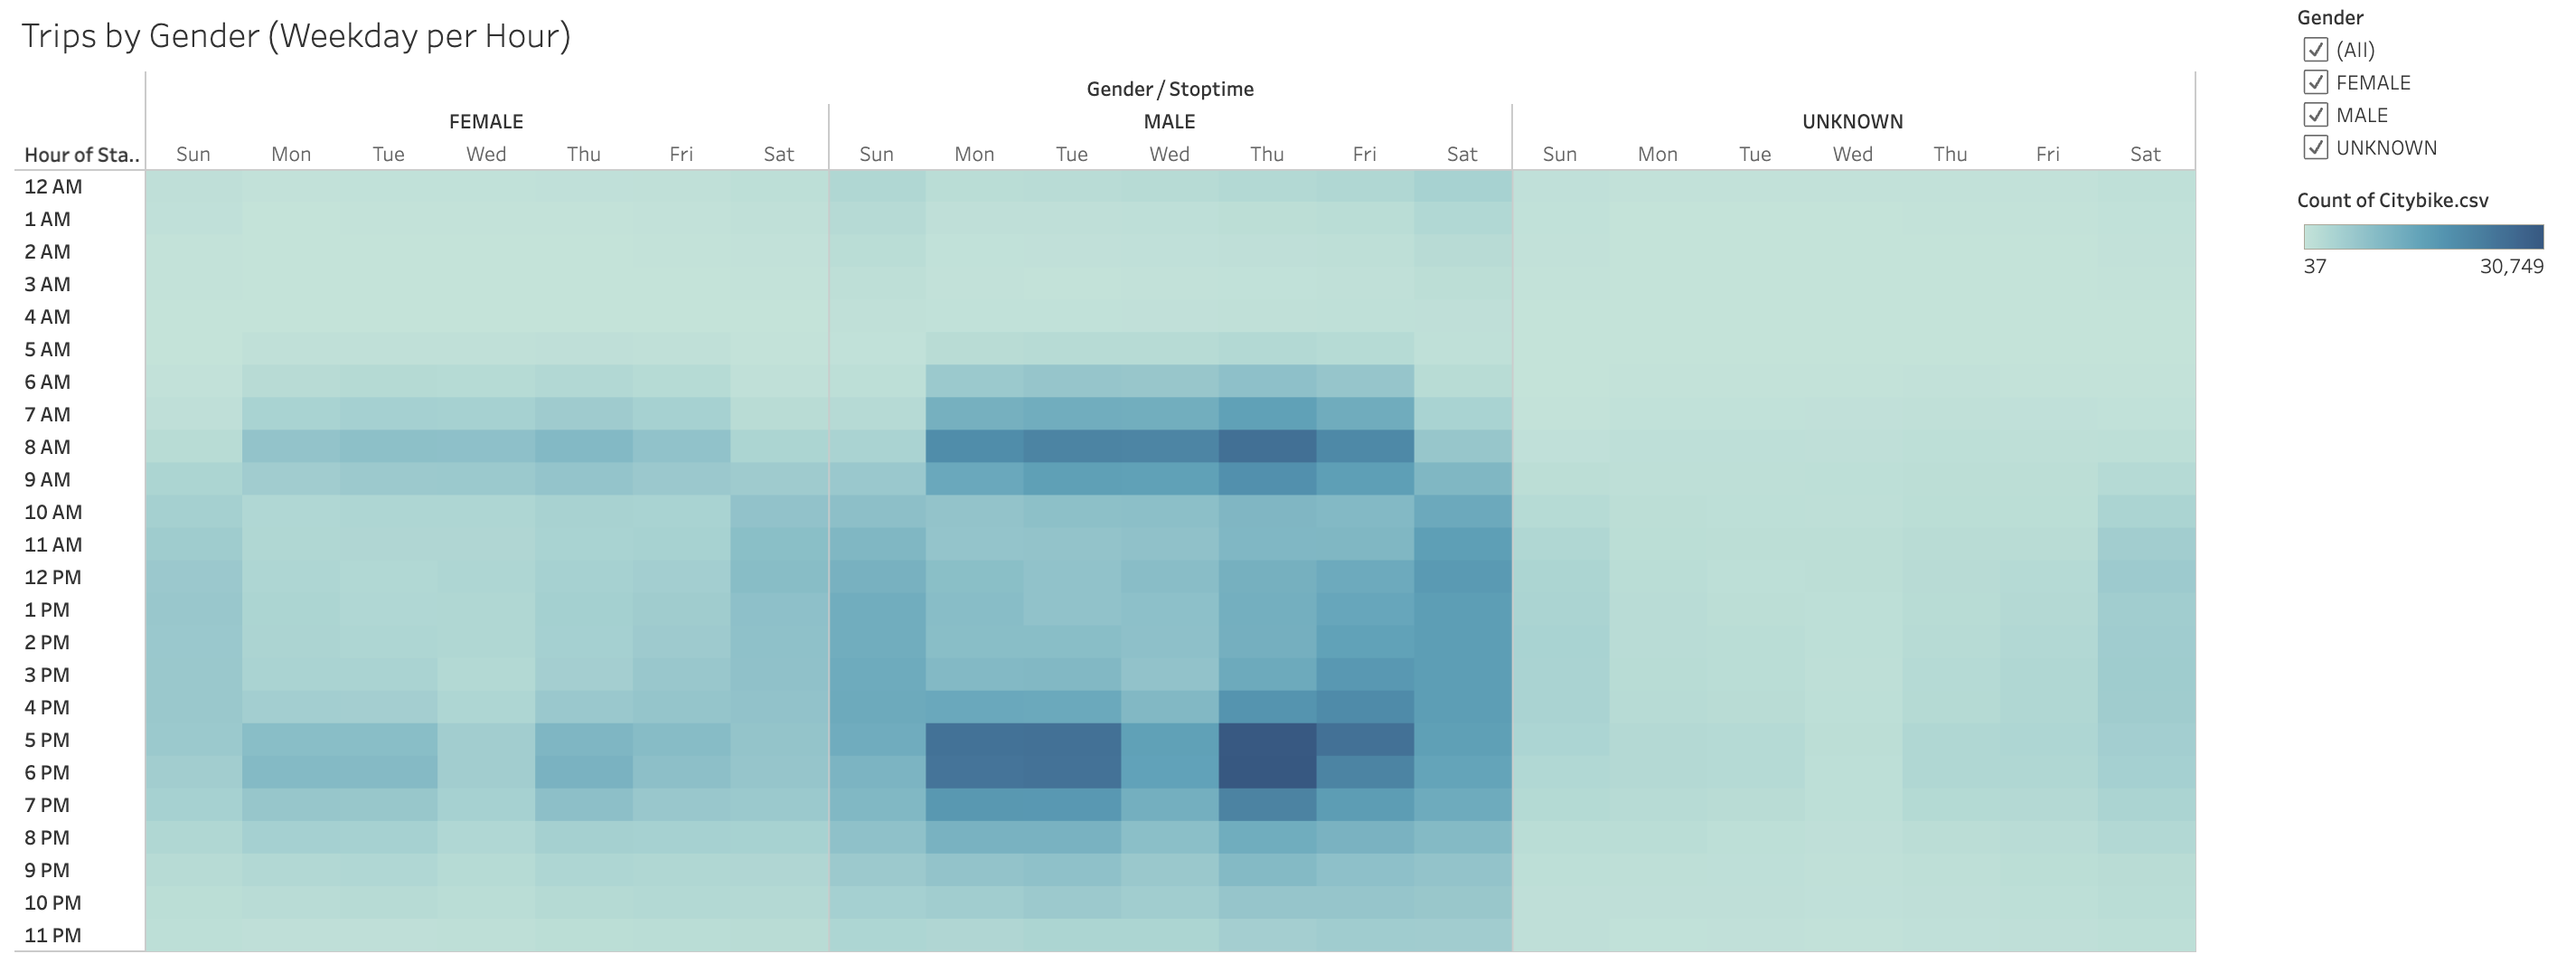 Trips by Gender (Weekday per Hour)
Gender / Stoptime
FEMALE MALE UNKNOWN
Hour of Sta.. Sun Mon Tue Wed Thu Fri Sat Sun Mon Tue Wed Thu Fri Sat Sun Mon Tue Wed Thu Fri Sat
12 AM
1 AM
2 AM
3 AM
4 AM
5 AM
6 AM
7 AM
8 AM
9 AM
10 AM
11 AM
12 PM
1 PM
2 PM
3 PM
4 PM
5 PM
6 PM
7 PM
8 PM
9 PM
10 PM
11 PM
Gender
(All)
FEMALE
MALE
UNKNOWN
Count of Citybike.csv
37 30,749